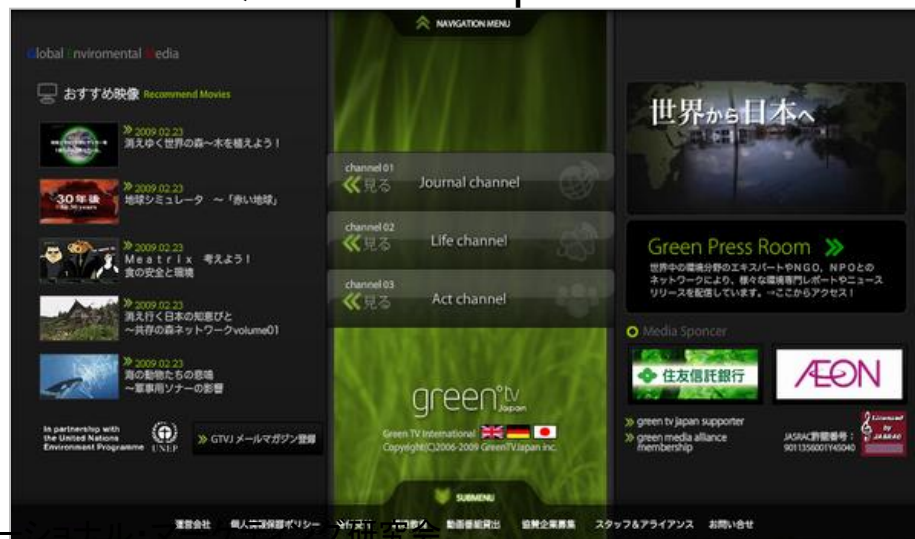 NAVIGATION MENU
Global Enviromental Media
おすすめ映像 Recommend Movies
2009.02.23
消えゆく世界の森~木を植えよう!
30年後
In 30 years
2009.02.23
地球シミュレータ ~「赤い地球」
2009.02.23
Meatrix 考えよう!
食の安全と環境
2009.02.23
消え行く日本の知恵びと
~共存の森ネットワークvolume01
2009.02.23
海の動物たちの悲鳴
~軍事用ソナーの影響
In partnership with
the United Nations
Environment Programme
UNEP
GTVJ メールマガジン登録
channel 01
見る
Journal channel
channel 02
見る
Life channel
channel 03
見る
Act channel
green tv Japan
Green TV International
Copyright(C)2006-2009 GreenTVJapan inc.
SUBMENU
世界から日本へ
Green Press Room
世界中の環境分野のエキスパートやNGO、NPOとの
ネットワークにより、様々な環境専門レポートやニュース
リリースを配信しています。→ここからアクセス!
Media Sponcer
住友信託銀行
ÆON
green tv japan supporter
green media alliance
membership
JASRAC許諾番号:
9011356001Y45040
Licensed
by
JASRAC
運営会社 個人情報保護ポリシー 動画番組貸出 協賛企業募集 スタッフ&アライアンス お問い合せ